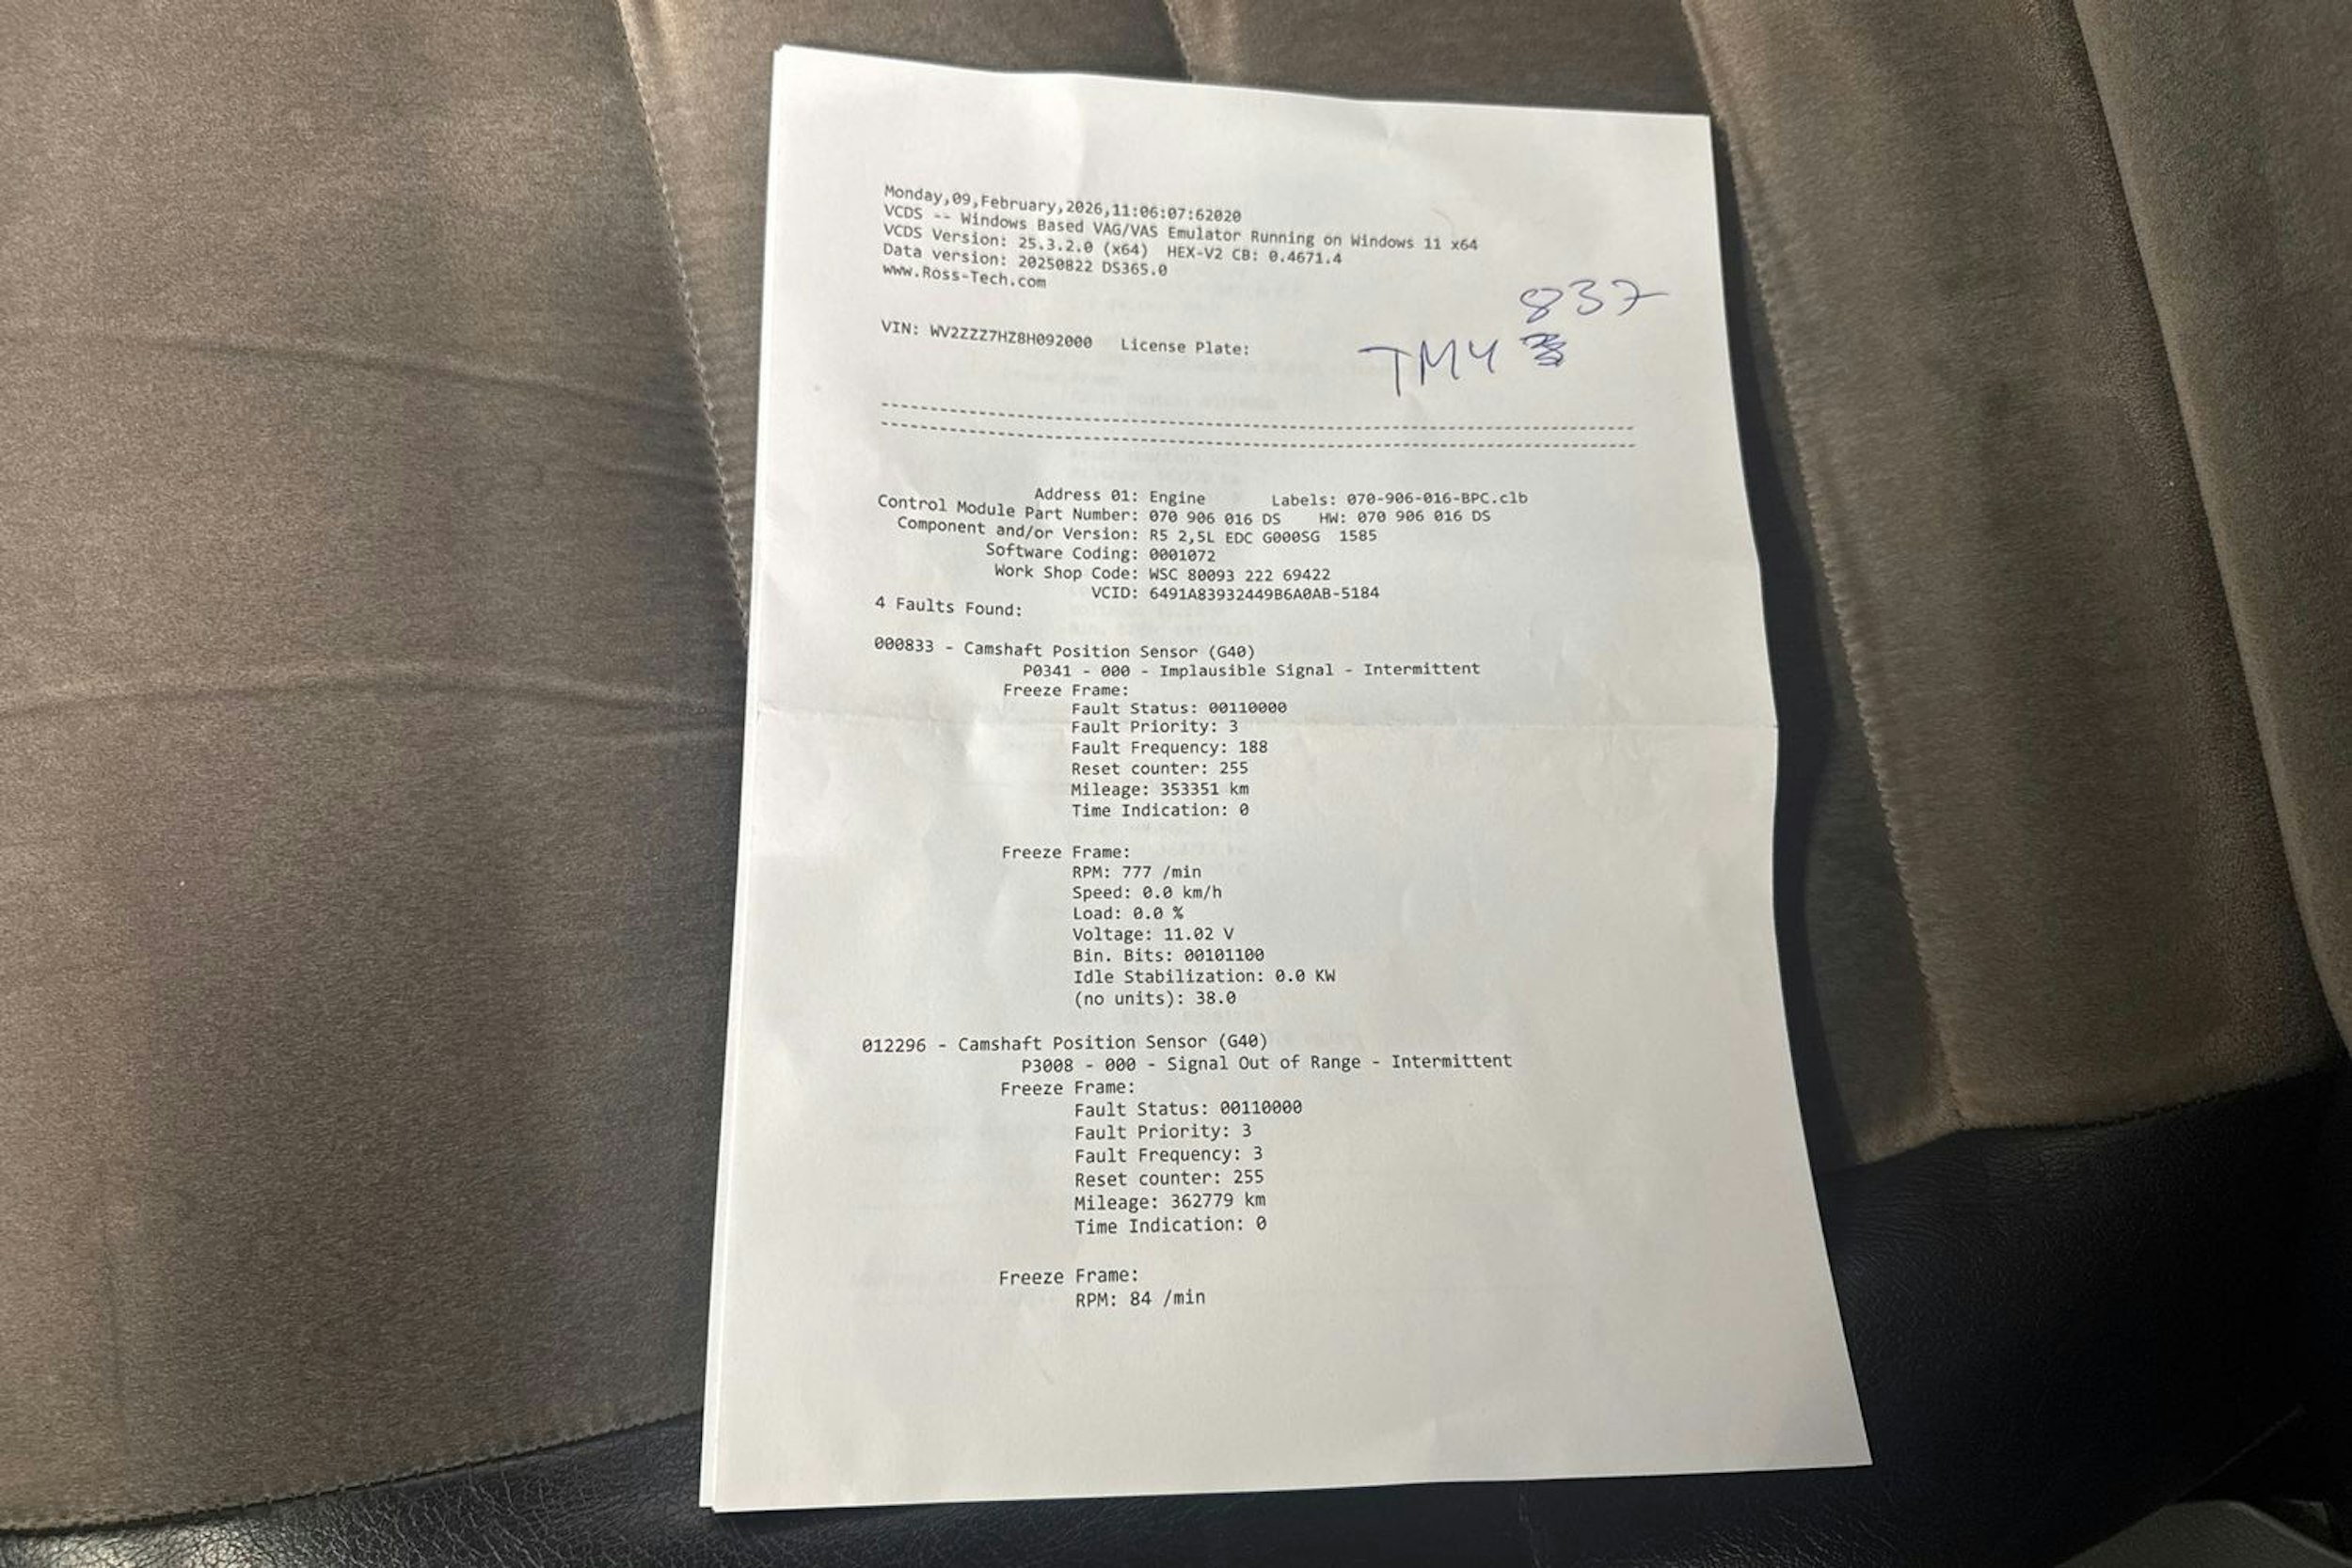 Monday,09,February,2026,11:06:07:62020
VCDS -- Windows Based VAG/VAS Emulator Running on Windows 11 x64
VCDS Version: 25.3.2.0 (x64)  HEX-V2 CB: 0.4671.4
Data version: 20250822 DS365.0
www.Ross-Tech.com
837
VIN: WV2ZZZ7HZ8H092000   License Plate:
TMY
--------------------------------------------------------------------------------
--------------------------------------------------------------------------------
Address 01: Engine       Labels: 070-906-016-BPC.clb
Control Module Part Number: 070 906 016 DS    HW: 070 906 016 DS
Component and/or Version: R5 2,5L EDC G000SG  1585
Software Coding: 0001072
Work Shop Code: WSC 80093 222 69422
VCID: 6491A83932449B6A0AB-5184
4 Faults Found:
000833 - Camshaft Position Sensor (G40)
P0341 - 000 - Implausible Signal - Intermittent
Freeze Frame:
Fault Status: 00110000
Fault Priority: 3
Fault Frequency: 188
Reset counter: 255
Mileage: 353351 km
Time Indication: 0
Freeze Frame:
RPM: 777 /min
Speed: 0.0 km/h
Load: 0.0 %
Voltage: 11.02 V
Bin. Bits: 00101100
Idle Stabilization: 0.0 KW
(no units): 38.0
012296 - Camshaft Position Sensor (G40)
P3008 - 000 - Signal Out of Range - Intermittent
Freeze Frame:
Fault Status: 00110000
Fault Priority: 3
Fault Frequency: 3
Reset counter: 255
Mileage: 362779 km
Time Indication: 0
Freeze Frame:
RPM: 84 /min